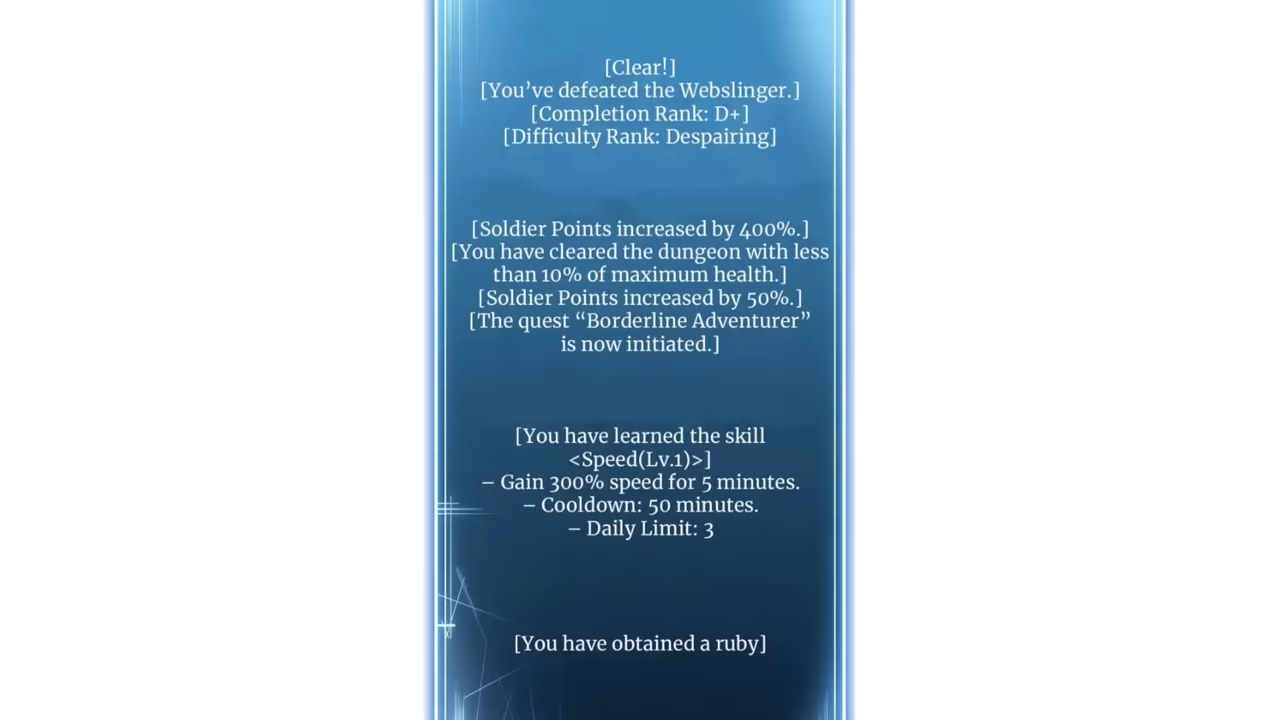 [Clear!]
[You’ve defeated the Webslinger.]
[Completion Rank: D+]
[Difficulty Rank: Despairing]
[Soldier Points increased by 400%.]
[You have cleared the dungeon with less
than 10% of maximum health.]
[Soldier Points increased by 50%.]
[The quest “Borderline Adventurer”
is now initiated.]
[You have learned the skill
<Speed(Lv.1)>]
– Gain 300% speed for 5 minutes.
– Cooldown: 50 minutes.
– Daily Limit: 3
[You have obtained a ruby]